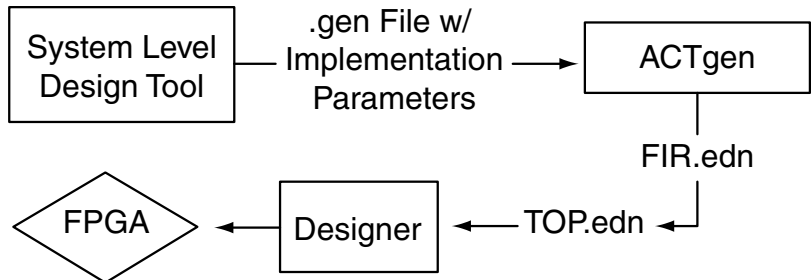 System Level
Design Tool
.gen File w/
Implementation
Parameters
ACTgen
FIR.edn
TOP.edn
Designer
FPGA